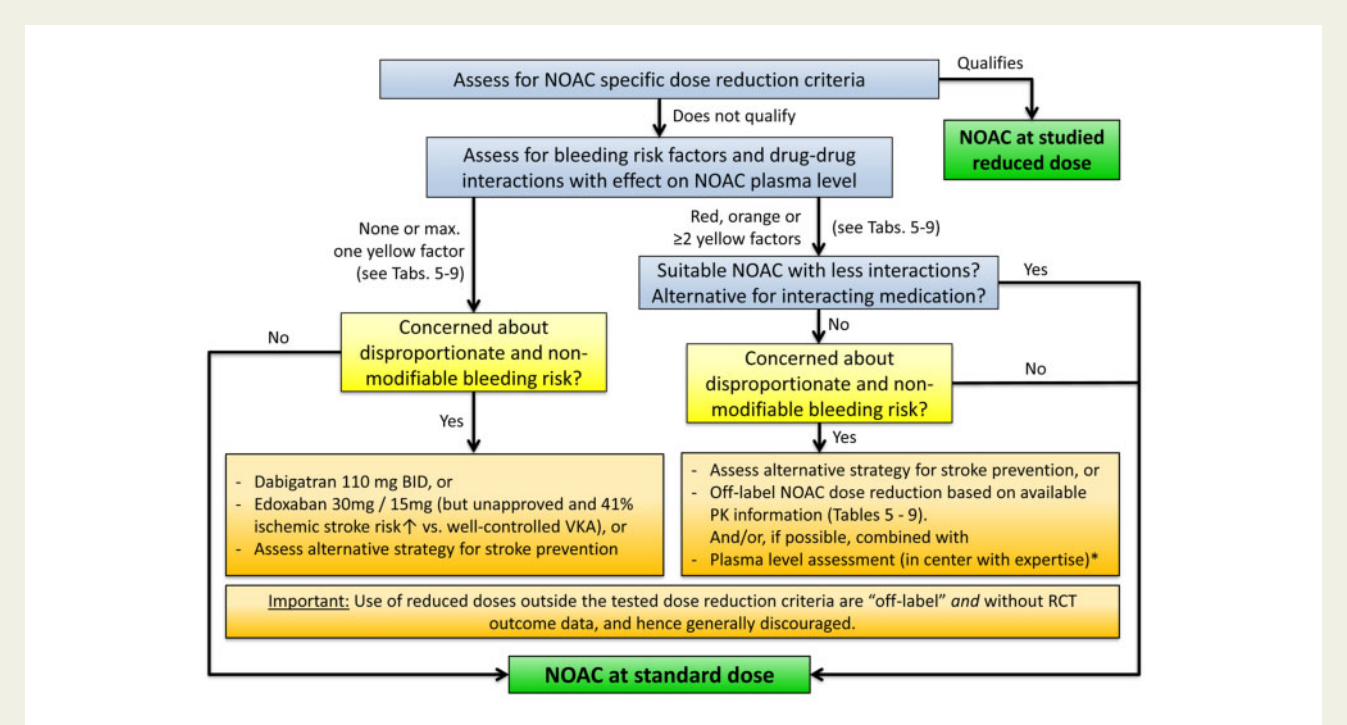 Assess for NOAC specific dose reduction criteria
Qualifies
NOAC at studied
reduced dose
Does not qualify
Assess for bleeding risk factors and drug-drug
interactions with effect on NOAC plasma level
None or max.
one yellow factor
(see Tabs. 5-9)
Red, orange or
≥2 yellow factors
(see Tabs. 5-9)
Suitable NOAC with less interactions?
Alternative for interacting medication?
Yes
No
Concerned about
disproportionate and non-
modifiable bleeding risk?
No
Concerned about
disproportionate and non-
modifiable bleeding risk?
No
Yes
Yes
- Dabigatran 110 mg BID, or
- Edoxaban 30mg / 15mg (but unapproved and 41%
ischemic stroke risk↑ vs. well-controlled VKA), or
- Assess alternative strategy for stroke prevention
- Assess alternative strategy for stroke prevention, or
- Off-label NOAC dose reduction based on available
PK information (Tables 5 - 9).
And/or, if possible, combined with
- Plasma level assessment (in center with expertise)*
Important: Use of reduced doses outside the tested dose reduction criteria are “off-label” and without RCT
outcome data, and hence generally discouraged.
NOAC at standard dose